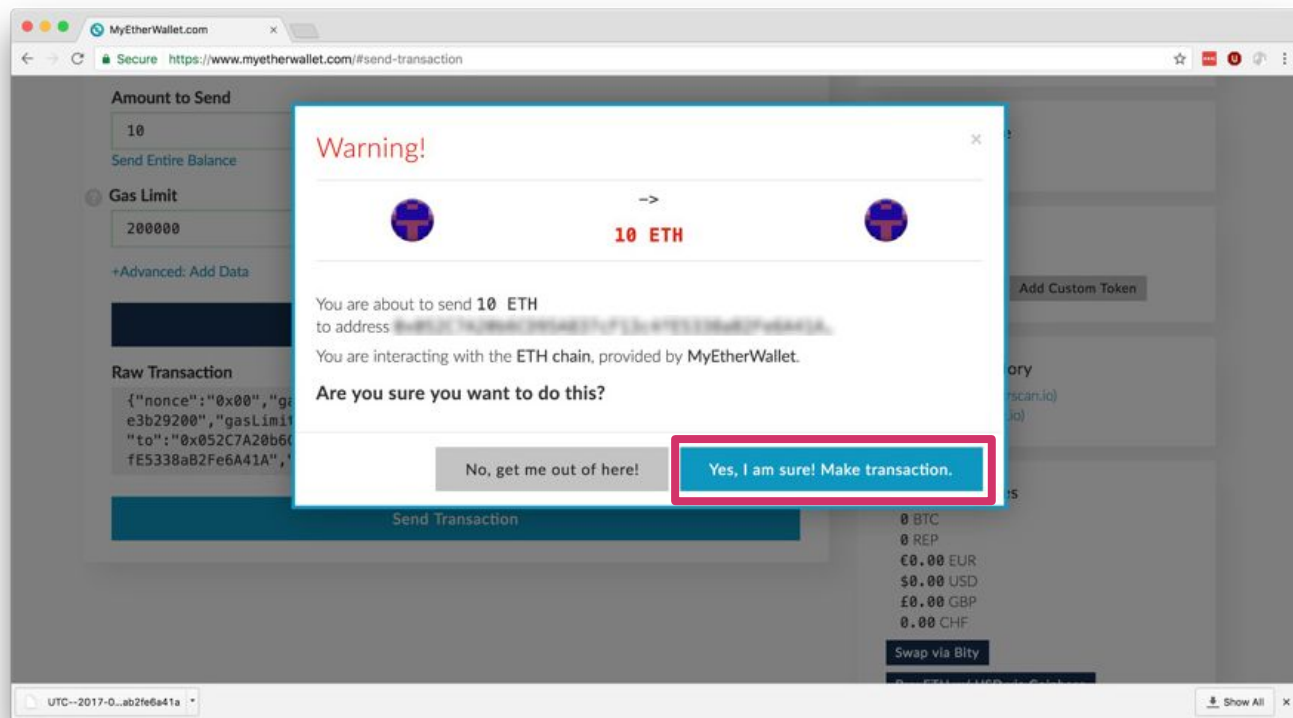 MyEtherWallet.com
Secure https://www.myetherwallet.com/#send-transaction
Amount to Send
10
Send Entire Balance
Gas Limit
200000
+Advanced: Add Data
Raw Transaction
{"nonce":"0x00","ga
e3b29200","gasLimit
"to":"0x052C7A20b6C
fE5338aB2Fe6A41A","
Send Transaction
Warning!
->
10 ETH
You are about to send 10 ETH
to address
You are interacting with the ETH chain, provided by MyEtherWallet.
Are you sure you want to do this?
No, get me out of here!
Yes, I am sure! Make transaction.
Add Custom Token
ory
rscan.io)
.io)
0 BTC
0 REP
€0.00 EUR
$0.00 USD
£0.00 GBP
0.00 CHF
Swap via Bity
UTC--2017-0...ab2fe6a41a
Show All